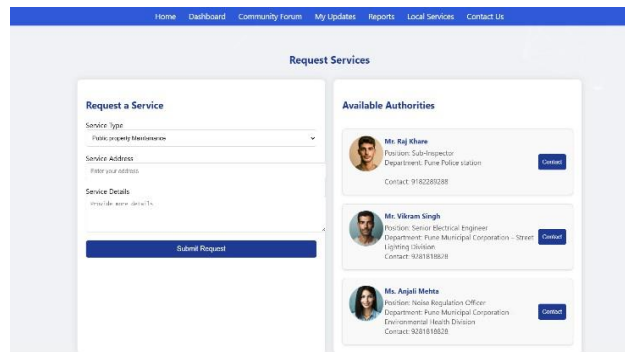 Home Dashboard Community Forum My Updates Reports Local Services Contact Us
Request Services
Request a Service
Service Type
Public property Maintenance
Service Address
Enter your address
Service Details
Provide more details
Submit Request
Available Authorities
Mr. Raj Khare
Position: Sub-Inspector
Department: Pune Police station
Contact: 9182289288
Contact
Mr. Vikram Singh
Position: Senior Electrical Engineer
Department: Pune Municipal Corporation – Street
Lighting Division
Contact: 9281818828
Contact
Ms. Anjali Mehta
Position: Noise Regulation Officer
Department: Pune Municipal Corporation
Environmental Health Division
Contact: 9281818828
Contact